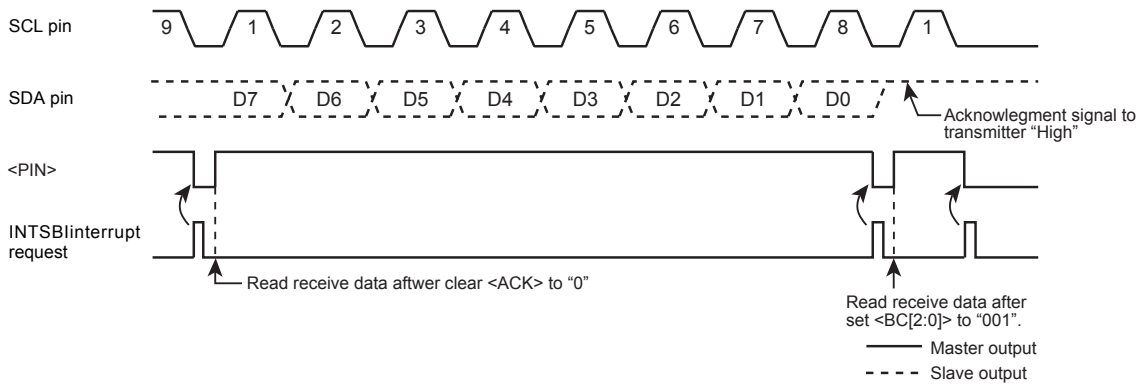 SCL pin
9 1 2 3 4 5 6 7 8 1
SDA pin
D7 D6 D5 D4 D3 D2 D1 D0
Acknowlegment signal to
transmitter “High”
<PIN>
INTSBIinterrupt
request
Read receive data aftwer clear <ACK> to “0”
Read receive data after
set <BC[2:0]> to “001”.
Master output
Slave output